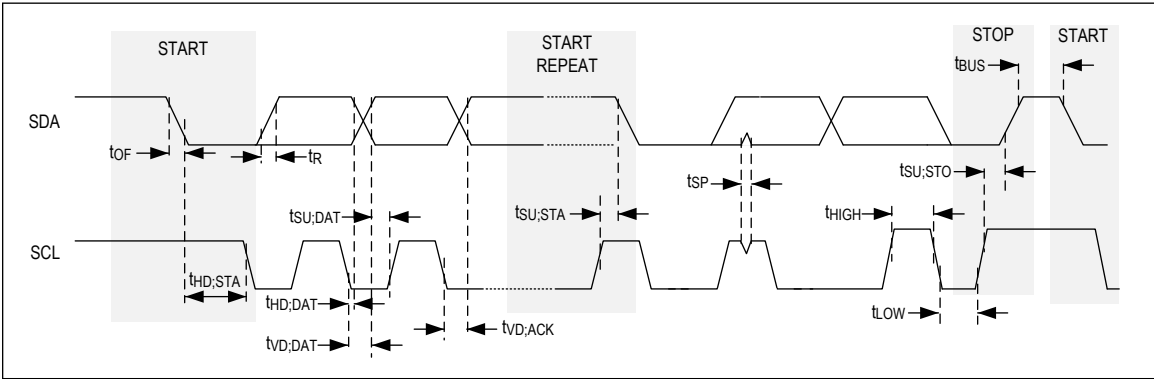 START
START
REPEAT
STOP
START
tBUS
SDA
tOF
tR
tSU;STO
tSP
tSU;DAT
tSU;STA
tHIGH
SCL
tHD;STA
tHD;DAT
tVD;ACK
tLOW
tVD;DAT